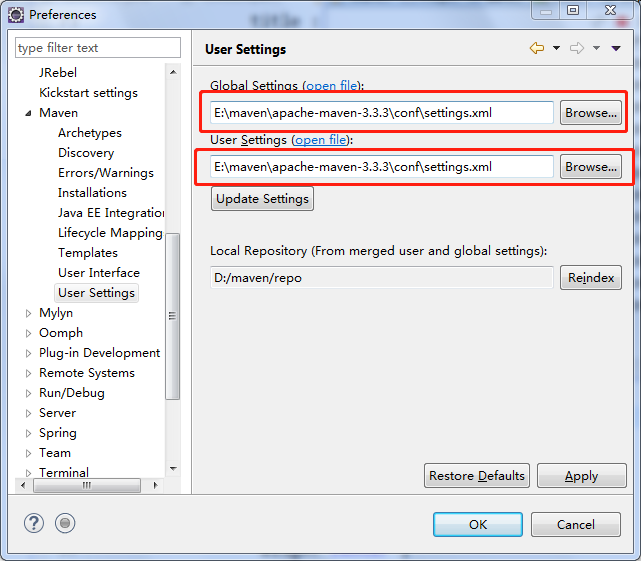 Preferences
title :
type filter text
JRebel
Kickstart settings
Maven
Archetypes
Discovery
Errors/Warnings
Installations
Java EE Integration
Lifecycle Mapping
Templates
User Interface
User Settings
Mylyn
Oomph
Plug-in Development
Remote Systems
Run/Debug
Server
Spring
Team
Terminal
User Settings
Global Settings (open file):
E:\maven\apache-maven-3.3.3\conf\settings.xml
Browse...
User Settings (open file):
E:\maven\apache-maven-3.3.3\conf\settings.xml
Browse...
Update Settings
Local Repository (From merged user and global settings):
D:/maven/repo
Reindex
Restore Defaults
Apply
OK
Cancel